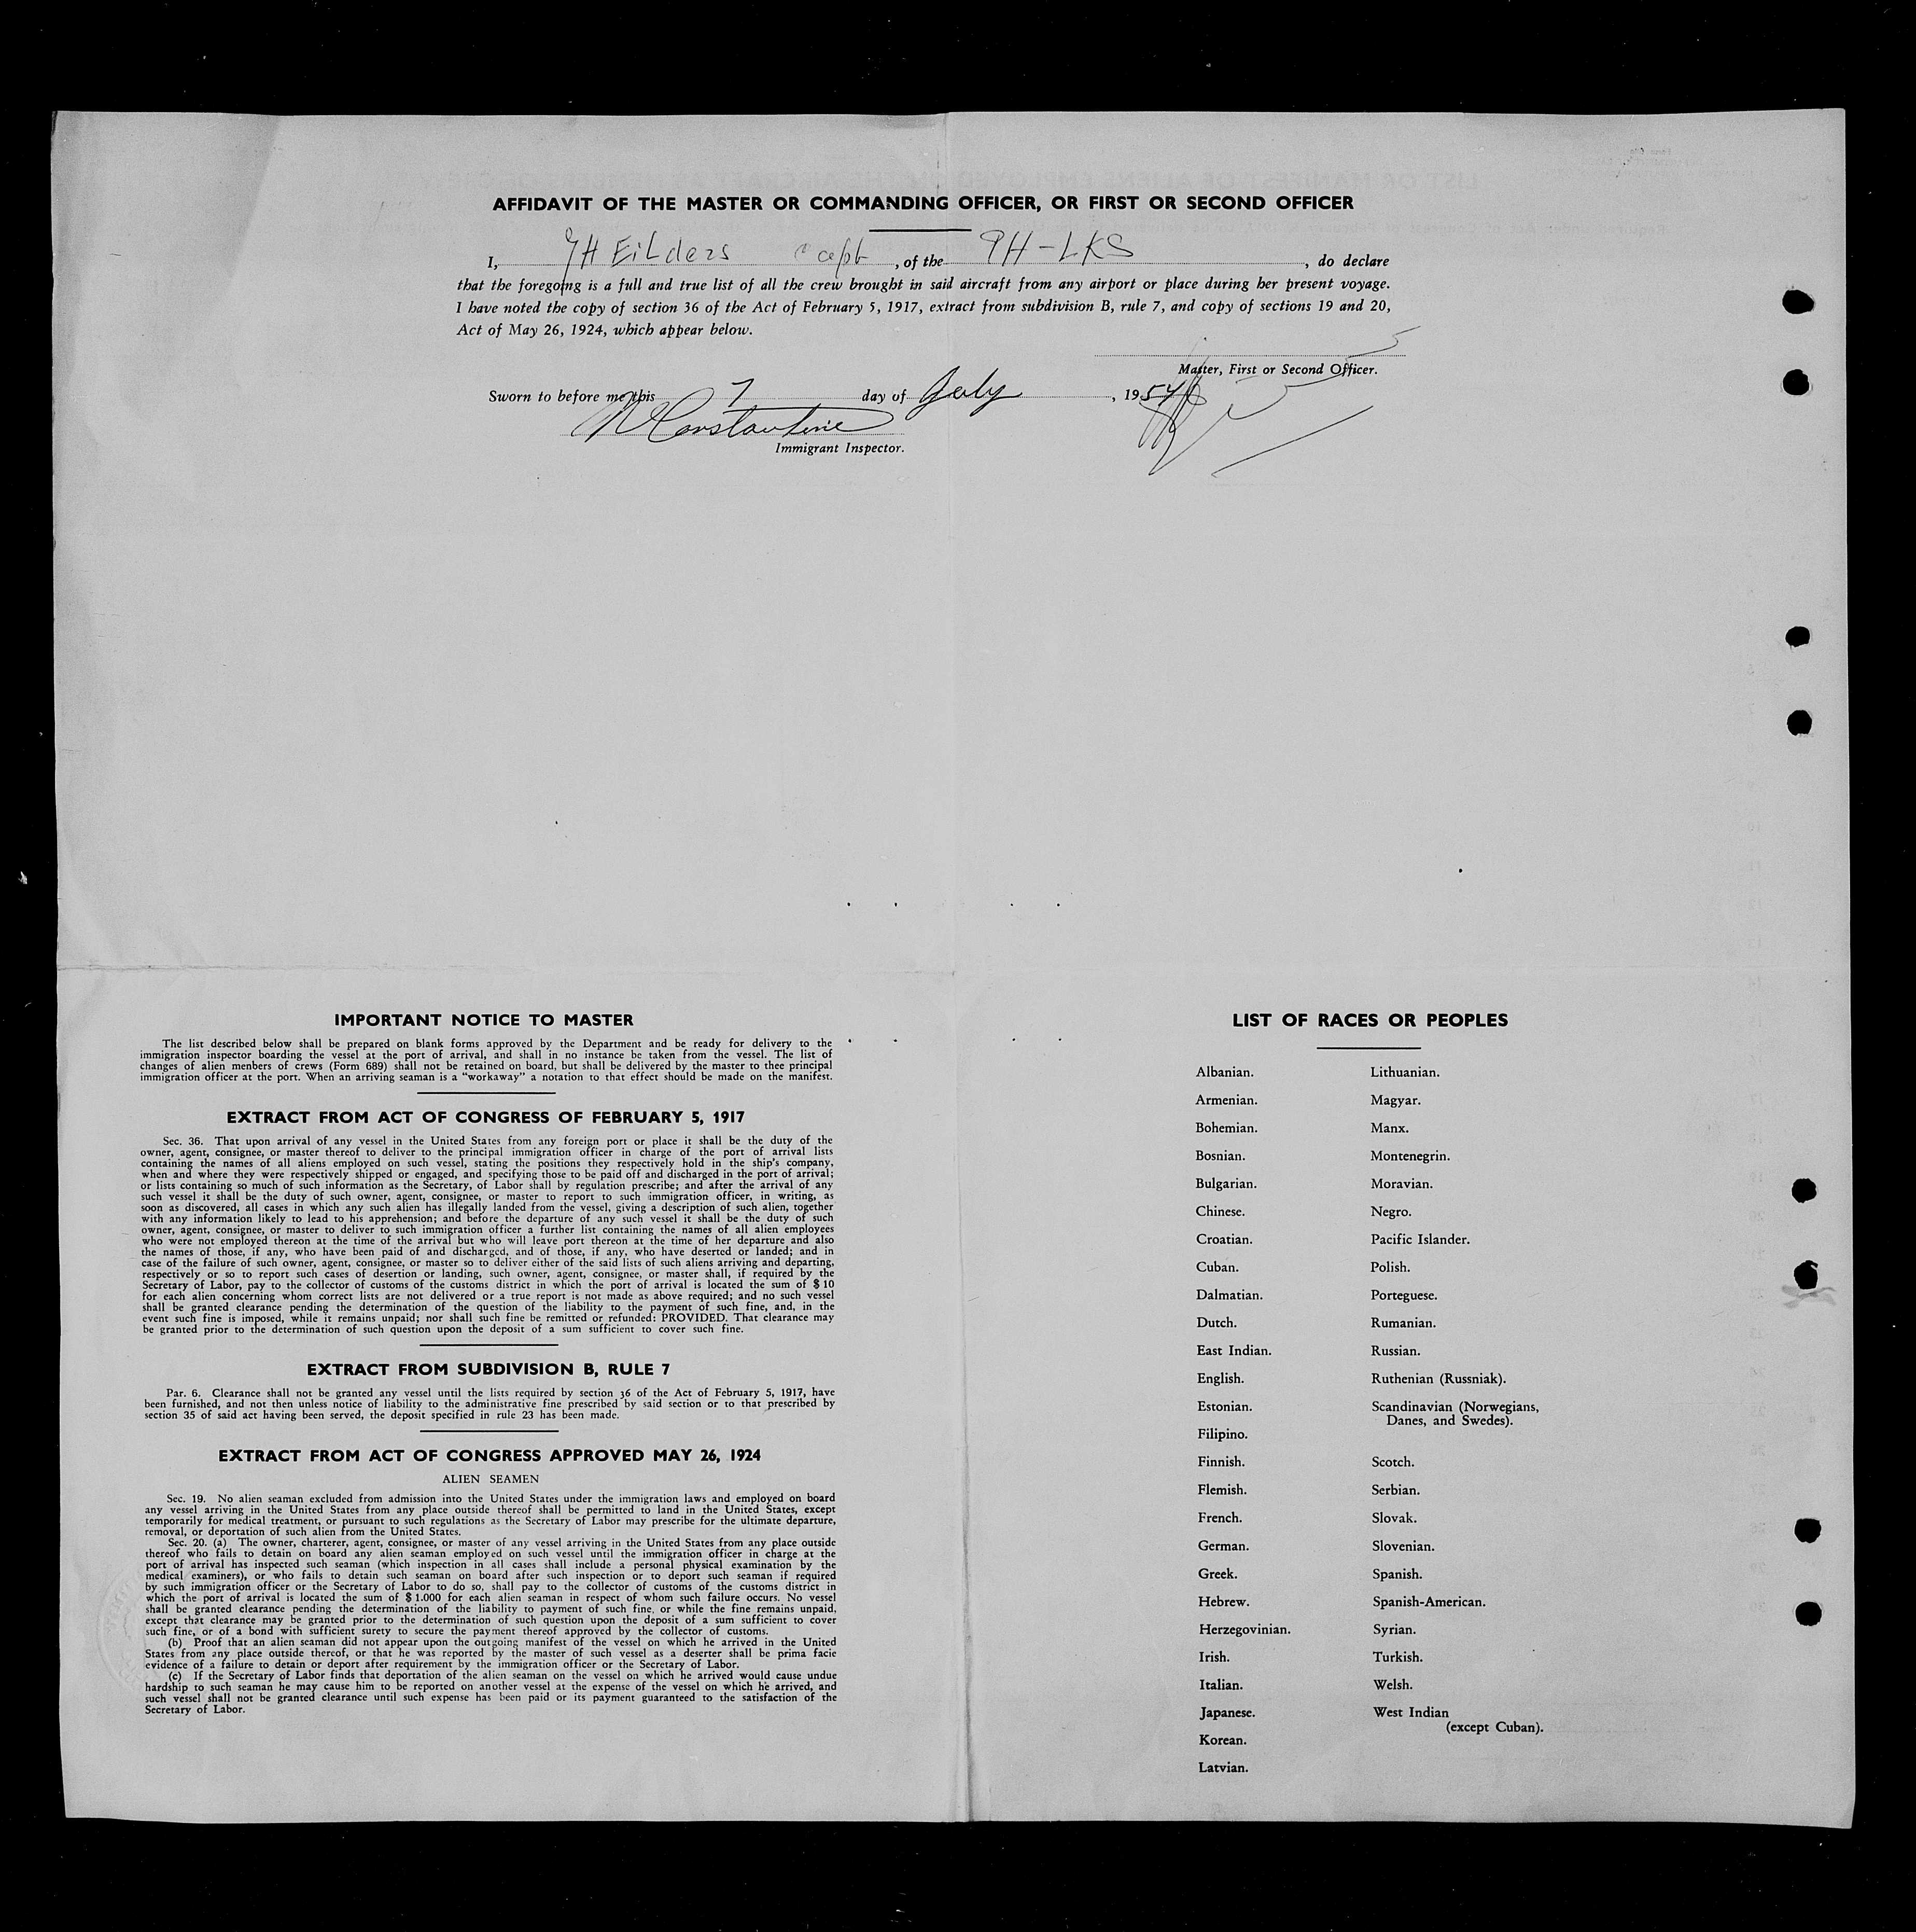 AFFIDAVIT OF THE MASTER OR COMMANDING OFFICER, OR FIRST OR SECOND OFFICER
I, JH Eilders capt, of the PH-LKS, do declare
that the foregoing is a full and true list of all the crew brought in said aircraft from any airport or place during her present voyage.
I have noted the copy of section 36 of the Act of February 5, 1917, extract from subdivision B, rule 7, and copy of sections 19 and 20,
Act of May 26, 1924, which appear below.
Master, First or Second Officer.
Sworn to before me this 7 day of July, 1954
Constantine
Immigrant Inspector.
IMPORTANT NOTICE TO MASTER
The list described below shall be prepared on blank forms approved by the Department and be ready for delivery to the
immigration inspector boarding the vessel at the port of arrival, and shall in no instance be taken from the vessel. The list of
changes of alien menbers of crews (Form 689) shall not be retained on board, but shall be delivered by the master to thee principal
immigration officer at the port. When an arriving seaman is a "workaway" a notation to that effect should be made on the manifest.
EXTRACT FROM ACT OF CONGRESS OF FEBRUARY 5, 1917
Sec. 36. That upon arrival of any vessel in the United States from any foreign port or place it shall be the duty of the
owner, agent, consignee, or master thereof to deliver to the principal immigration officer in charge of the port of arrival lists
containing the names of all aliens employed on such vessel, stating the positions they respectively hold in the ship's company,
when and where they were respectively shipped or engaged, and specifying those to be paid off and discharged in the port of arrival;
or lists containing so much of such information as the Secretary, of Labor shall by regulation prescribe; and after the arrival of any
such vessel it shall be the duty of such owner, agent, consignee, or master to report to such immigration officer, in writing, as
soon as discovered, all cases in which any such alien has illegally landed from the vessel, giving a description of such alien, together
with any information likely to lead to his apprehension; and before the departure of any such vessel it shall be the duty of such
owner, agent, consignee, or master to deliver to such immigration officer a further list containing the names of all alien employees
who were not employed thereon at the time of the arrival but who will leave port thereon at the time of her departure and also
the names of those, if any, who have been paid of and discharged, and of those, if any, who have deserted or landed; and in
case of the failure of such owner, agent, consignee, or master so to deliver either of the said lists of such aliens arriving and departing,
respectively or so to report such cases of desertion or landing, such owner, agent, consignee, or master shall, if required by the
Secretary of Labor, pay to the collector of customs of the customs district in which the port of arrival is located the sum of $ 10
for each alien concerning whom correct lists are not delivered or a true report is not made as above required; and no such vessel
shall be granted clearance pending the determination of the question of the liability to the payment of such fine, and, in the
event such fine is imposed, while it remains unpaid; nor shall such fine be remitted or refunded: PROVIDED. That clearance may
be granted prior to the determination of such question upon the deposit of a sum sufficient to cover such fine.
EXTRACT FROM SUBDIVISION B, RULE 7
Par. 6. Clearance shall not be granted any vessel until the lists required by section 36 of the Act of February 5, 1917, have
been furnished, and not then unless notice of liability to the administrative fine prescribed by said section or to that prescribed by
section 35 of said act having been served, the deposit specified in rule 23 has been made.
EXTRACT FROM ACT OF CONGRESS APPROVED MAY 26, 1924
ALIEN SEAMEN
Sec. 19. No alien seaman excluded from admission into the United States under the immigration laws and employed on board
any vessel arriving in the United States from any place outside thereof shall be permitted to land in the United States, except
temporarily for medical treatment, or pursuant to such regulations as the Secretary of Labor may prescribe for the ultimate departure,
removal, or deportation of such alien from the United States.
Sec. 20. (a) The owner, charterer, agent, consignee, or master of any vessel arriving in the United States from any place outside
thereof who fails to detain on board any alien seaman employed on such vessel until the immigration officer in charge at the
port of arrival has inspected such seaman (which inspection in all cases shall include a personal physical examination by the
medical examiners), or who fails to detain such seaman on board after such inspection or to deport such seaman if required
by such immigration officer or the Secretary of Labor to do so, shall pay to the collector of customs of the customs district in
which the port of arrival is located the sum of $ 1.000 for each alien seaman in respect of whom such failure occurs. No vessel
shall be granted clearance pending the determination of the liability to payment of such fine, or while the fine remains unpaid,
except that clearance may be granted prior to the determination of such question upon the deposit of a sum sufficient to cover
such fine, or of a bond with sufficient surety to secure the payment thereof approved by the collector of customs.
(b) Proof that an alien seaman did not appear upon the outgoing manifest of the vessel on which he arrived in the United
States from any place outside thereof, or that he was reported by the master of such vessel as a deserter shall be prima facie
evidence of a failure to detain or deport after requirement by the immigration officer or the Secretary of Labor.
(c) If the Secretary of Labor finds that deportation of the alien seaman on the vessel on which he arrived would cause undue
hardship to such seaman he may cause him to be reported on another vessel at the expense of the vessel on which he arrived, and
such vessel shall not be granted clearance until such expense has been paid or its payment guaranteed to the satisfaction of the
Secretary of Labor.
LIST OF RACES OR PEOPLES
Albanian.
Armenian.
Bohemian.
Bosnian.
Bulgarian.
Chinese.
Croatian.
Cuban.
Dalmatian.
Dutch.
East Indian.
English.
Estonian.
Filipino.
Finnish.
Flemish.
French.
German.
Greek.
Hebrew.
Herzegovinian.
Irish.
Italian.
Japanese.
Korean.
Latvian.
Lithuanian.
Magyar.
Manx.
Montenegrin.
Moravian.
Negro.
Pacific Islander.
Polish.
Porteguese.
Rumanian.
Russian.
Ruthenian (Russniak).
Scandinavian (Norwegians,
Danes, and Swedes).
Scotch.
Serbian.
Slovak.
Slovenian.
Spanish.
Spanish-American.
Syrian.
Turkish.
Welsh.
West Indian
(except Cuban).